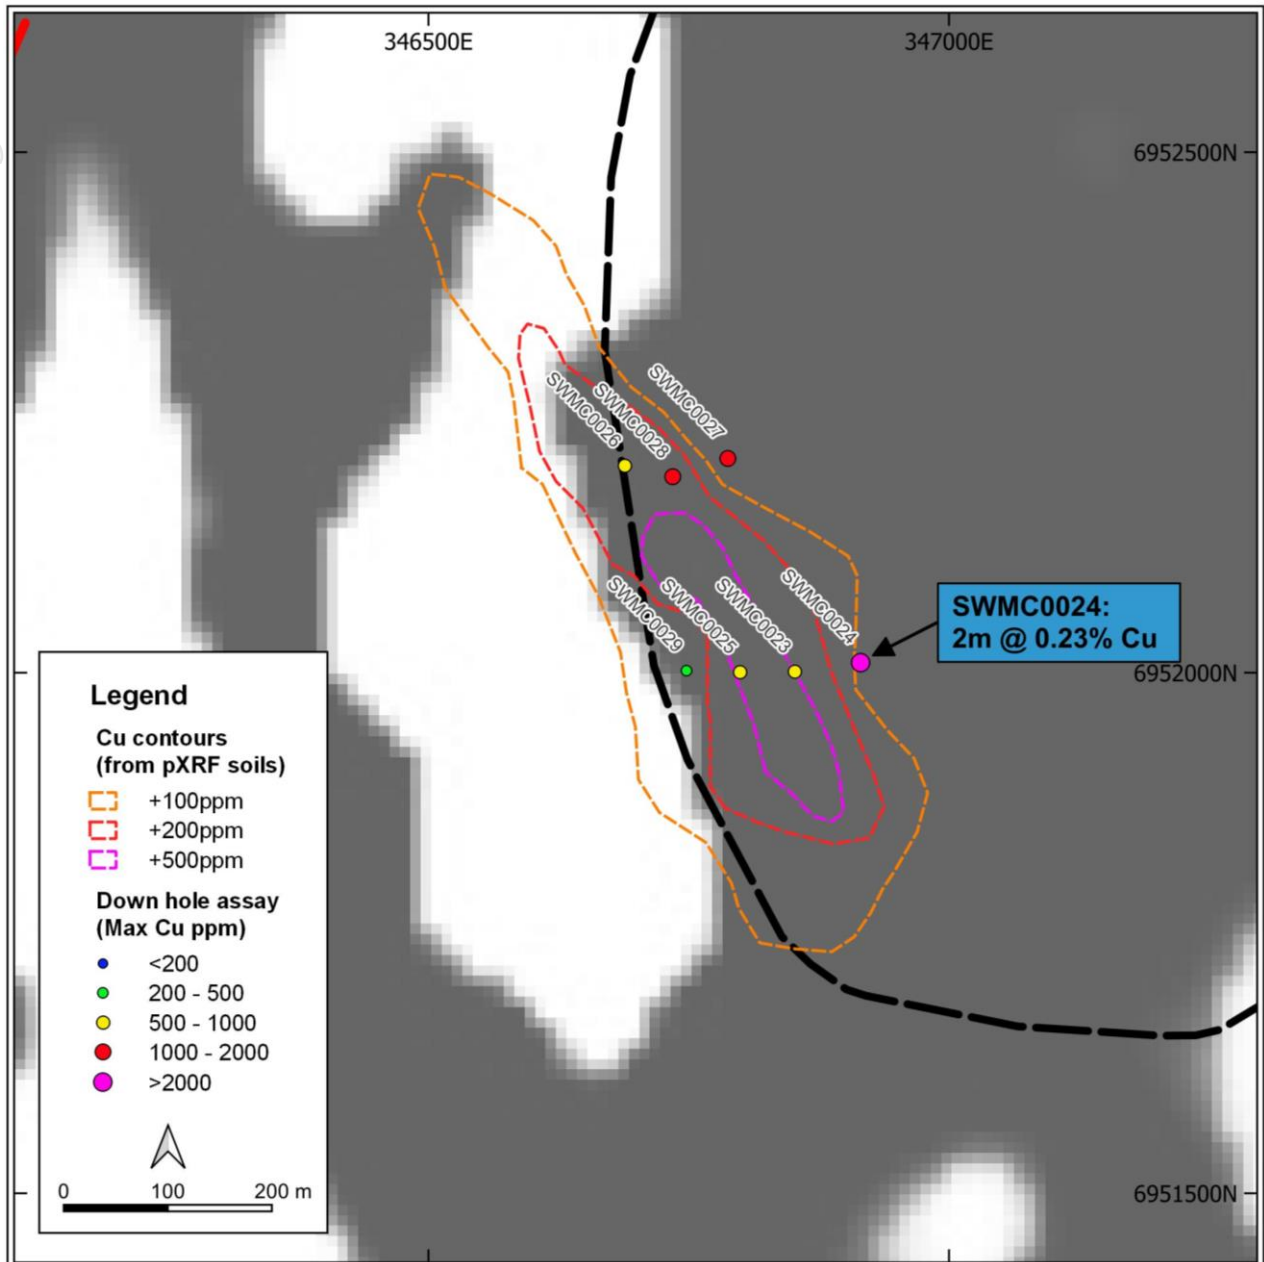 346500E
347000E
6952500N
SWMC0027
SWMC0028
SWMC0026
SWMC0024
SWMC0023
SWMC0025
SWMC0029
SWMC0024:
2m @ 0.23% Cu
6952000N
Legend
Cu contours
(from pXRF soils)
+100ppm
+200ppm
+500ppm
Down hole assay
(Max Cu ppm)
<200
200 - 500
500 - 1000
1000 - 2000
>2000
0 100 200 m
6951500N